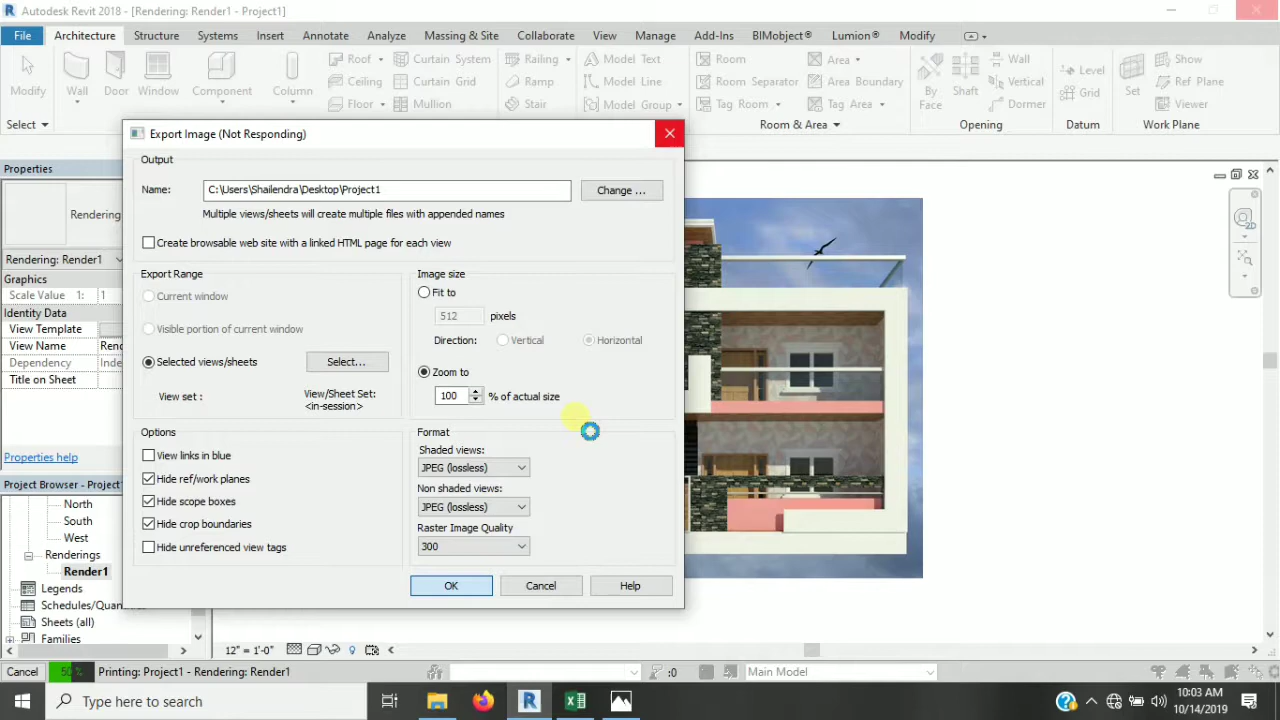 Autodesk Revit 2018 - [Rendering: Render1 - Project1]
File Architecture Structure Systems Insert Annotate Analyze Massing & Site Collaborate View Manage Add-Ins BIMobject® Lumion® Modify
Modify Wall Door Window Component Column
Roof Curtain System Railing Model Text Room Area Wall Level Show
Ceiling Curtain Grid Ramp Model Line Room Separator Area Boundary Vertical Grid Ref Plane
Floor Mullion Stair Model Group Tag Room Tag Area Dormer Viewer
By Face Shaft Set
Select Room & Area Opening Datum Work Plane
Properties
Rendering
Rendering: Render1
Graphics
Scale Value 1: 1
Identity Data
View Template
View Name Rend
Dependency Inde
Title on Sheet
Properties help
Project Browser - Project1
North
South
West
Renderings
Render1
Legends
Schedules/Quan
Sheets (all)
Families
Export Image (Not Responding)
Output
Name: C:\Users\Shailendra\Desktop\Project1 Change ...
Multiple views/sheets will create multiple files with appended names
Create browsable web site with a linked HTML page for each view
Export Range
Current window
Visible portion of current window
Selected views/sheets Select...
View set : View/Sheet Set:
<in-session>
Image size
Fit to
512 pixels
Direction: Vertical Horizontal
Zoom to
100 % of actual size
Options
View links in blue
Hide ref/work planes
Hide scope boxes
Hide crop boundaries
Hide unreferenced view tags
Format
Shaded views:
JPEG (lossless)
Non shaded views:
JPEG (lossless)
Raster Image Quality
300
OK Cancel Help
2D
12" = 1'-0"
Cancel Printing: Project1 - Rendering: Render1 :0 Main Model
Type here to search
10:03 AM
10/14/2019